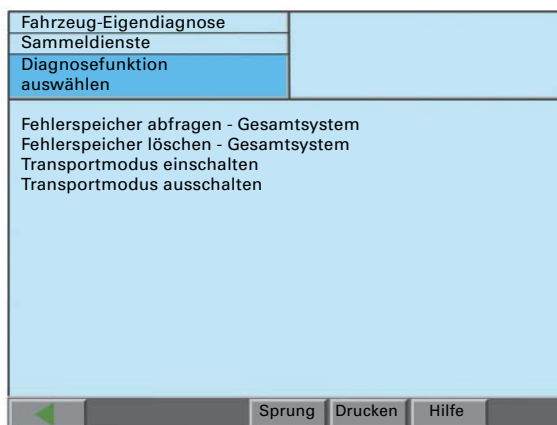 Fahrzeug-Eigendiagnose
Sammeldienste
Diagnosefunktion
auswählen
Fehlerspeicher abfragen - Gesamtsystem
Fehlerspeicher löschen - Gesamtsystem
Transportmodus einschalten
Transportmodus ausschalten
Sprung Drucken Hilfe